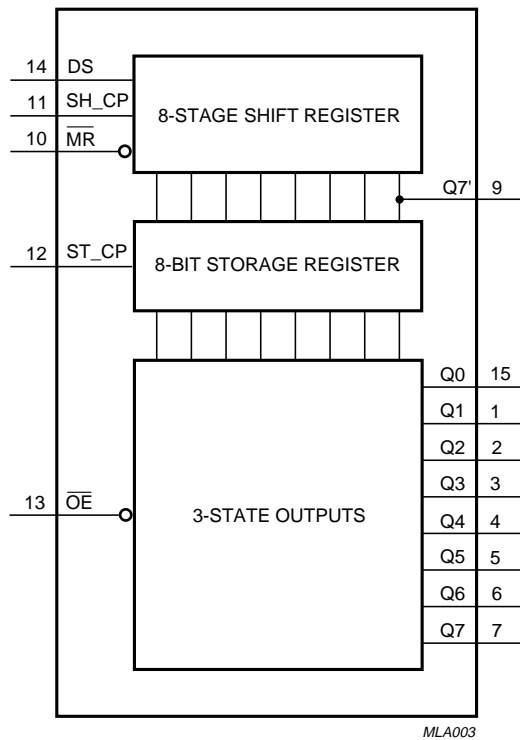 14 DS
11 SH_CP
10 MR
8-STAGE SHIFT REGISTER
Q7' 9
12 ST_CP
8-BIT STORAGE REGISTER
Q0 15
Q1 1
Q2 2
Q3 3
13 OE
3-STATE OUTPUTS
Q4 4
Q5 5
Q6 6
Q7 7
MLA003